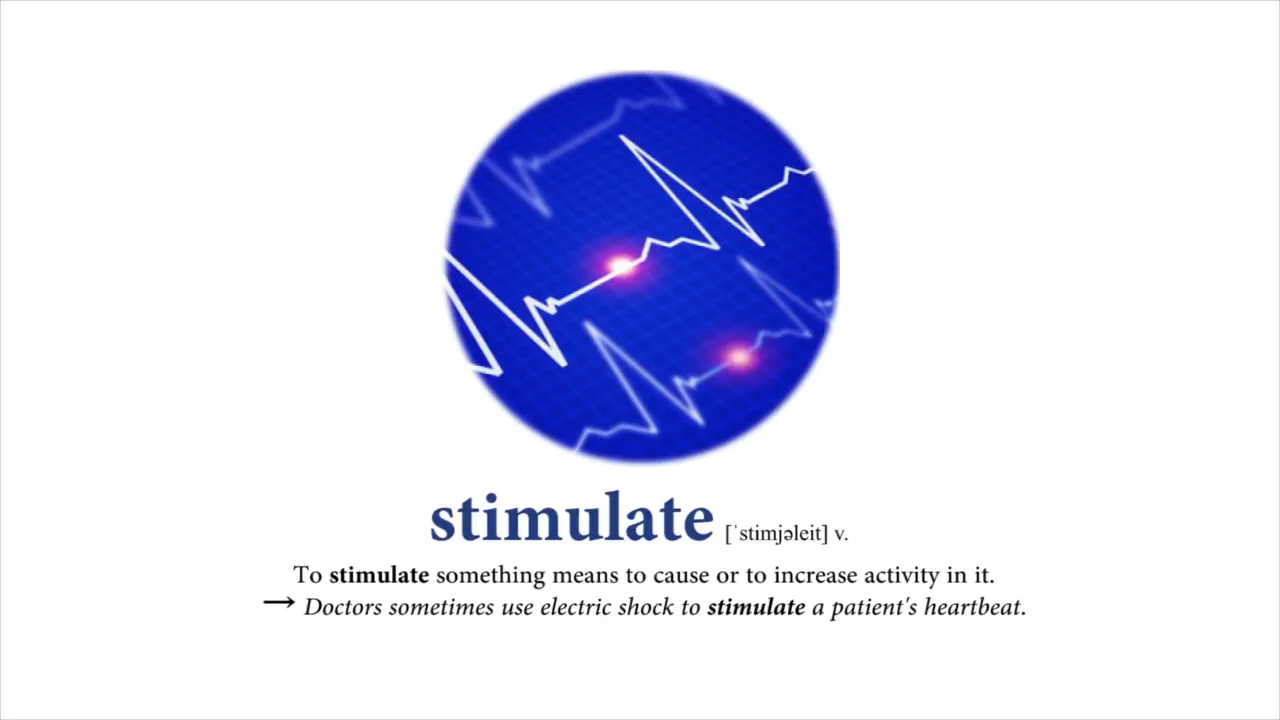 stimulate [ˈstimjəleit] v.
To stimulate something means to cause or to increase activity in it.
→ Doctors sometimes use electric shock to stimulate a patient's heartbeat.